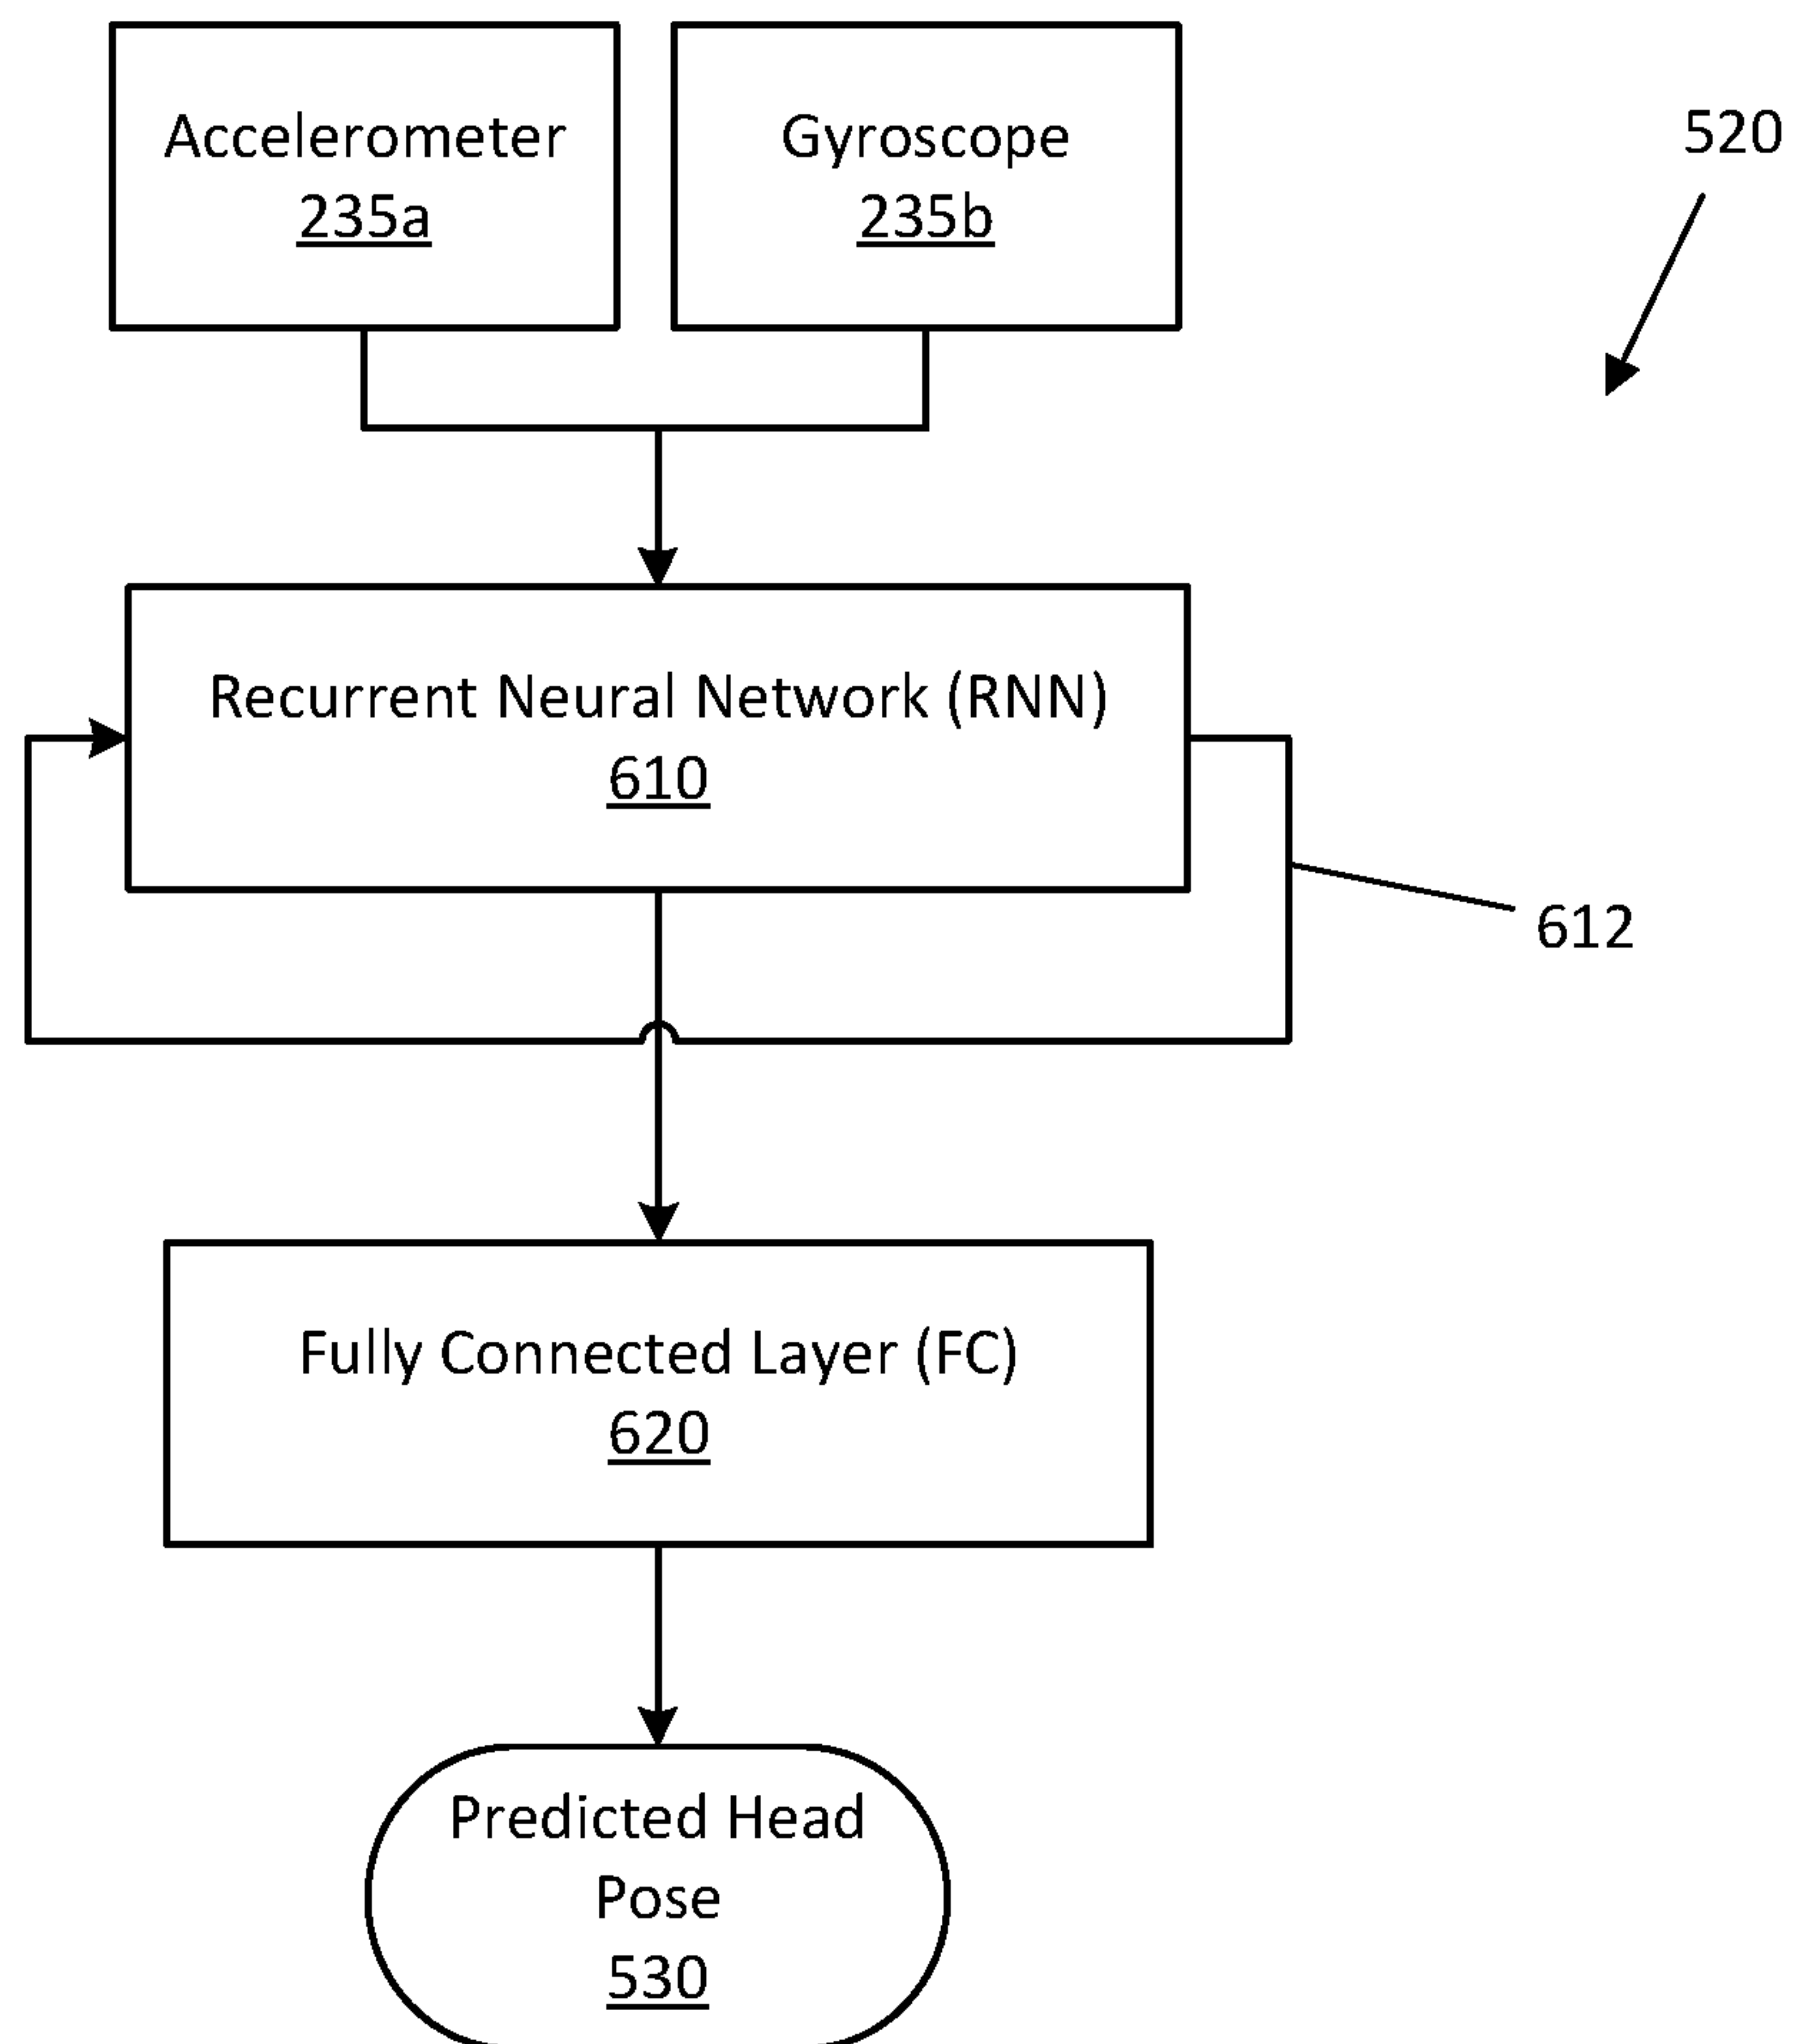 Accelerometer
235a
Gyroscope
235b
520
Recurrent Neural Network (RNN)
610
612
Fully Connected Layer (FC)
620
Predicted Head
Pose
530